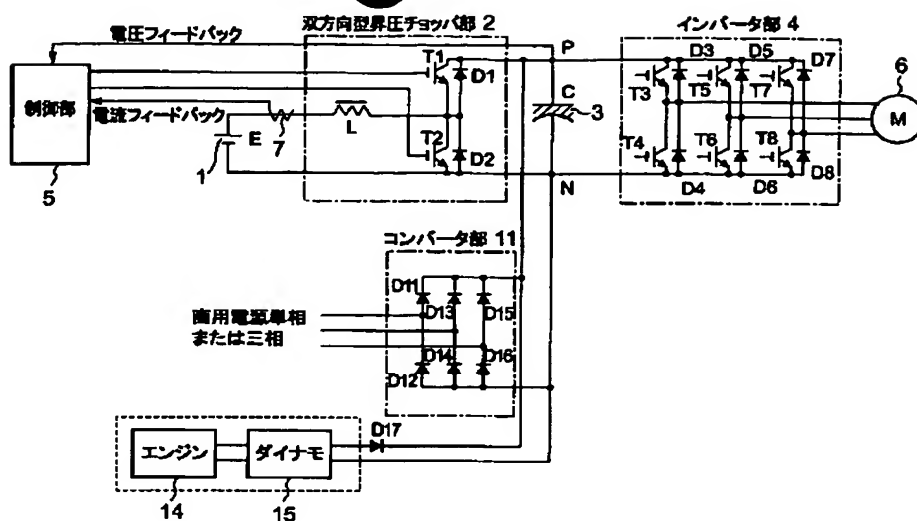 双方向型昇圧チョッパ部 2
インバータ部 4
電圧フィードバック
P
T1
D1
D3
D5
D7
6
制御部
T3
T5
T7
C
3
M
電流フィードバック
E
7
L
T2
D2
T4
T6
T8
1
5
N
D4
D6
D8
コンバータ部 11
D11
D13
D15
商用電源単相
または三相
D14
D16
D12
D17
エンジン
ダイナモ
14
15